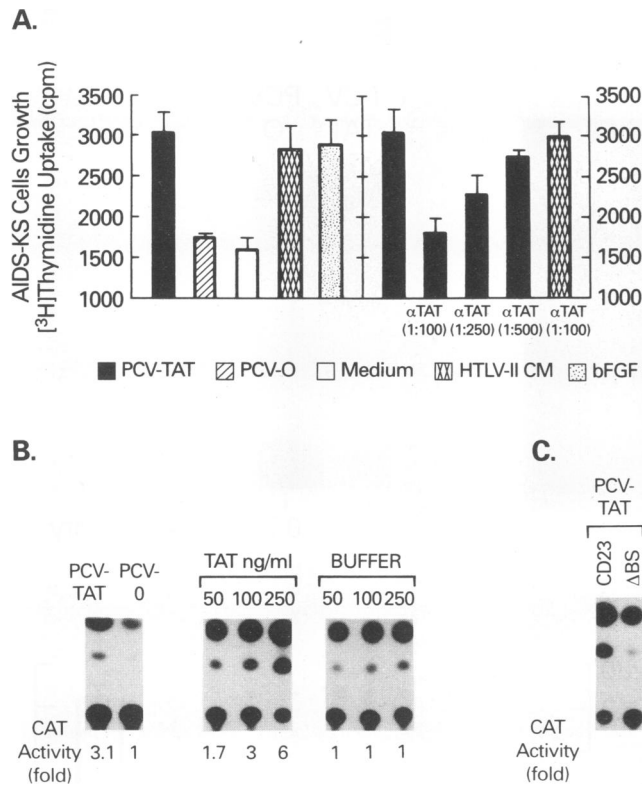 A.
AIDS-KS Cells Growth
[³H]Thymidine Uptake (cpm)
3500
3000
2500
2000
1500
1000
3500
3000
2500
2000
1500
1000
αTAT αTAT αTAT αTAT
(1:100) (1:250) (1:500) (1:100)
PCV-TAT PCV-O Medium HTLV-II CM bFGF
B.
PCV- PCV-
TAT 0
TAT ng/ml
50 100 250
BUFFER
50 100 250
CAT
Activity
(fold)
3.1 1 1.7 3 6 1 1 1
C.
PCV-
TAT
CD23
ΔBS
CAT
Activity
(fold)